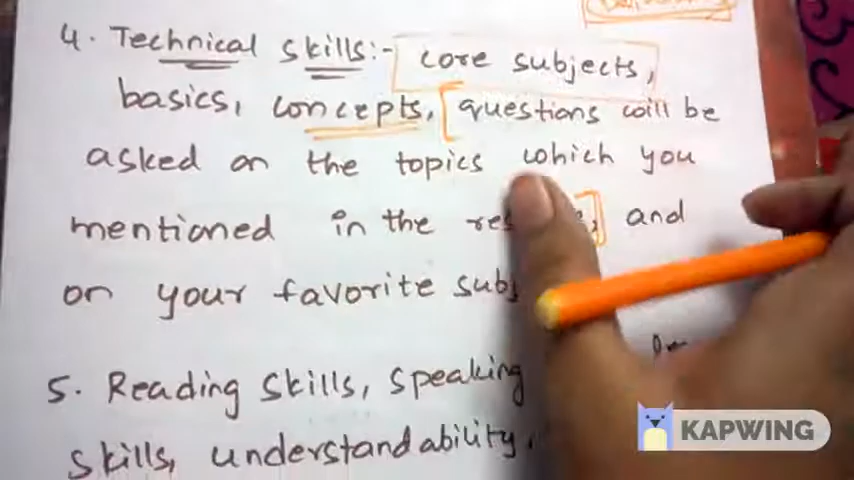 4. Technical skills:- core subjects,
basics, concepts, questions will be
asked on the topics which you
mentioned in the and
on your favorite
5. Reading skills, speaking
skills, understandability,
KAPWING